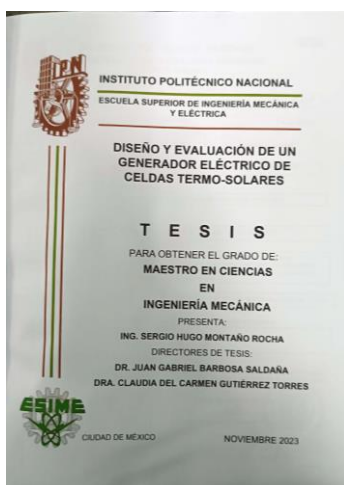 IPN
INSTITUTO POLITÉCNICO NACIONAL
ESCUELA SUPERIOR DE INGENIERÍA MECÁNICA
Y ELÉCTRICA
DISEÑO Y EVALUACIÓN DE UN
GENERADOR ELÉCTRICO DE
CELDAS TERMO-SOLARES
T E S I S
PARA OBTENER EL GRADO DE:
MAESTRO EN CIENCIAS
EN
INGENIERÍA MECÁNICA
PRESENTA:
ING. SERGIO HUGO MONTAÑO ROCHA
DIRECTORES DE TESIS:
DR. JUAN GABRIEL BARBOSA SALDAÑA
DRA. CLAUDIA DEL CARMEN GUTIÉRREZ TORRES
ESIME
CIUDAD DE MÉXICO NOVIEMBRE 2023